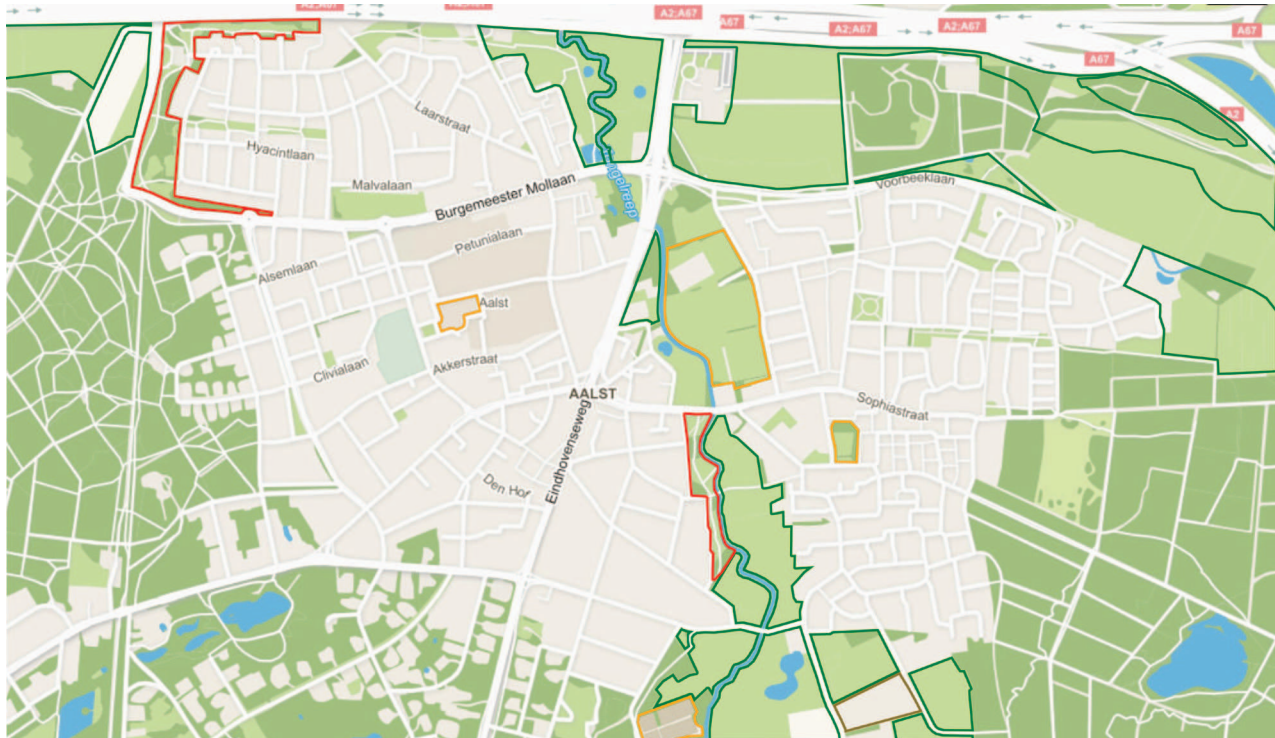 A2;A67
A67
A2;A67
A2;A67
A67
A67
A2
Laarstraat
Hyacintlaan
Malvalaan
Burgemeester Mollaan
Voorbeeklaan
Petunialaan
Alsemlaan
Aalst
Clivialaan
Akkerstraat
AALST
Sophiastraat
Eindhovenseweg
Den Hof